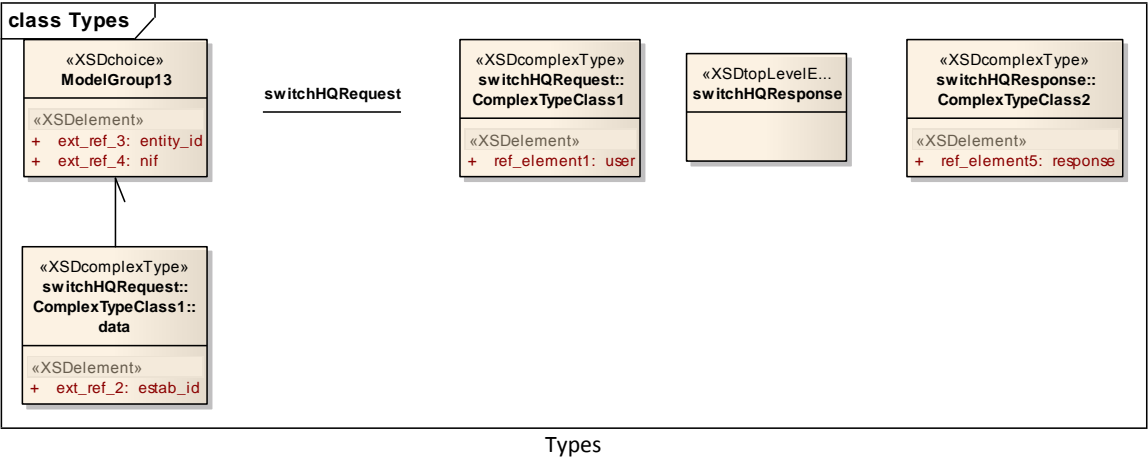 class Types
«XSDchoice»
ModelGroup13
«XSDelement»
+ ext_ref_3: entity_id
+ ext_ref_4: nif
switchHQRequest
«XSDcomplexType»
switchHQRequest::
ComplexTypeClass1
«XSDelement»
+ ref_element1: user
«XSDtopLevelE...
switchHQResponse
«XSDcomplexType»
switchHQResponse::
ComplexTypeClass2
«XSDelement»
+ ref_element5: response
«XSDcomplexType»
switchHQRequest::
ComplexTypeClass1::
data
«XSDelement»
+ ext_ref_2: estab_id
Types